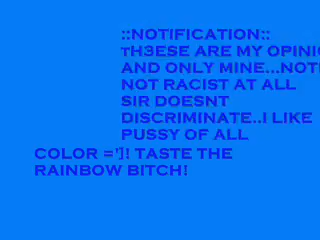 ::NOTIFICATION::
TH3ESE ARE MY OPINI
AND ONLY MINE...NOT
NOT RACIST AT ALL
SIR DOESNT
DISCRIMINATE..I LIKE
PUSSY OF ALL
COLOR =']! TASTE THE
RAINBOW BITCH!